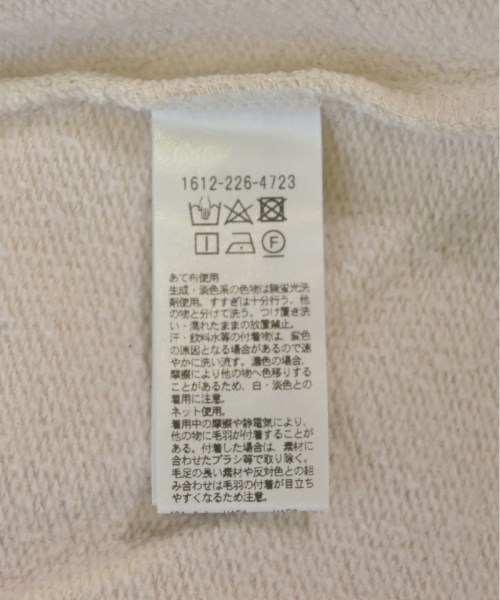 1612-226-4723
あて布使用
生成・淡色系の色物は無蛍光洗
剤使用。すすぎは十分行う。他
の物と分けて洗う。つけ置き洗
い・濡れたままの放置禁止。
汗・飲料水等の付着物は、変色
の原因となる場合があるので速
やかに洗い流す。濃色の場合、
摩擦により他の物へ色移りする
ことがあるため、白・淡色との
着用に注意。
ネット使用。
着用中の摩擦や静電気により、
他の物に毛羽が付着することが
ある。付着した場合は、素材に
合わせたブラシ等で取り除く。
毛足の長い素材や反対色との組
み合わせは毛羽の付着が目立ち
やすくなるため注意。